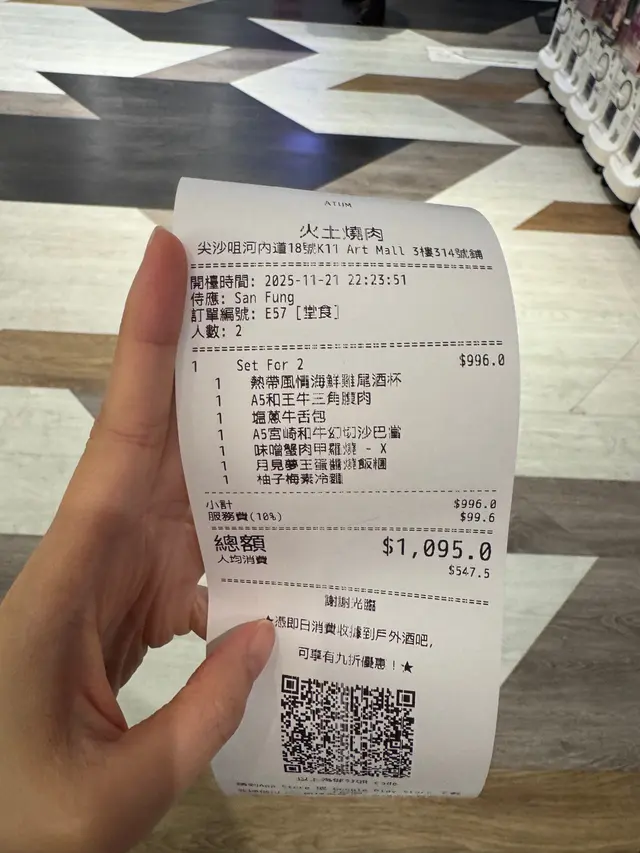 ATUM
火土燒肉
尖沙咀河內道18號K11 Art Mall 3樓314號鋪
開檯時間: 2025-11-21 22:23:51
侍應: San Fung
訂單編號: E57 [堂食]
人數: 2
1 Set For 2 $996.0
1 熱帶風情海鮮雞尾酒杯
1 A5和王牛三角腹肉
1 塩蔥牛舌包
1 A5宮崎和牛幻切沙巴當
1 味噌蟹肉甲羅燒 - X
1 月見夢王 燒飯糰
1 柚子梅素冷麵
小計 $996.0
服務費(10%) $99.6
總額 $1,095.0
人均消費 $547.5
謝謝光臨
★憑即日消費收據到戶外酒吧,
可享有九折優惠！★